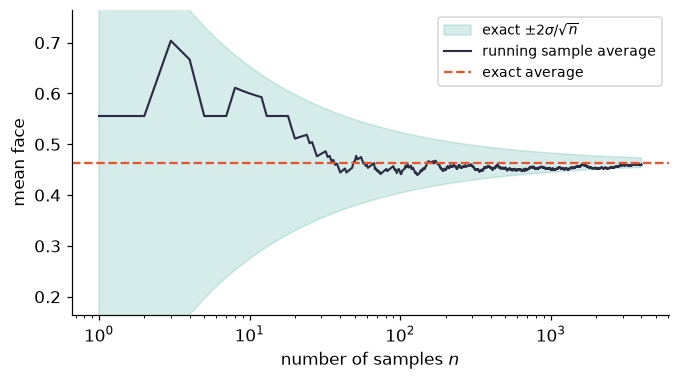 exact ±2σ/√n
running sample average
exact average
mean face
0.7
0.6
0.5
0.4
0.3
0.2
10⁰
10¹
10²
10³
number of samples n